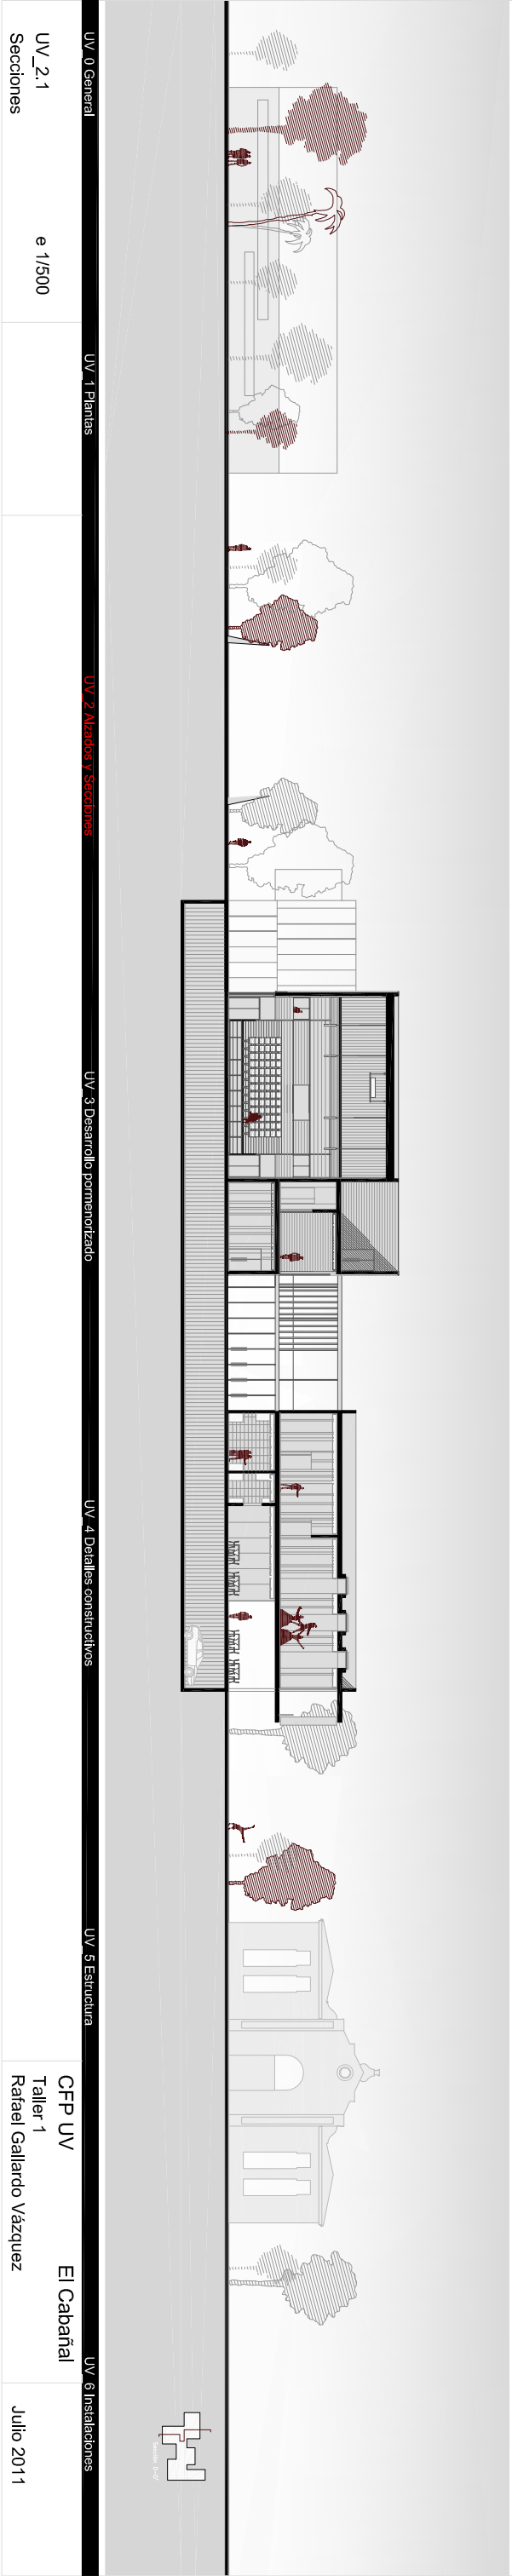 UV_0 General
UV_1 Plantas
UV_2 Alzados y Secciones
UV_3 Desarrollo pormenorizado
UV_4 Detalles constructivos
UV_5 Estructura
UV_6 Instalaciones
UV_2.1 e 1/500
Secciones
CFP UV El Cabañal
Taller 1
Rafael Gallardo Vázquez Julio 2011